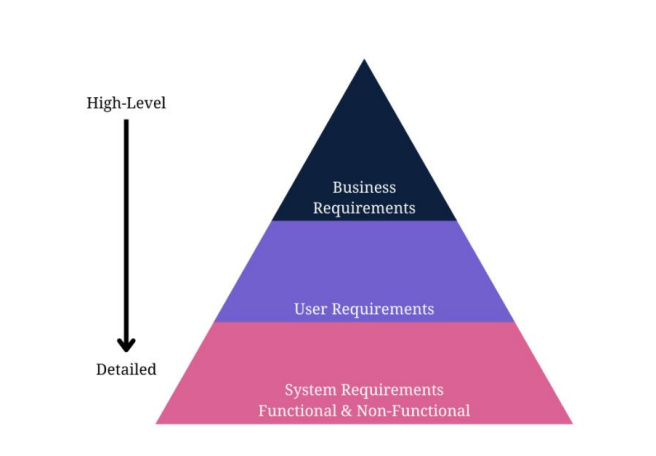 High-Level
Business
Requirements
User Requirements
Detailed
System Requirements
Functional & Non-Functional